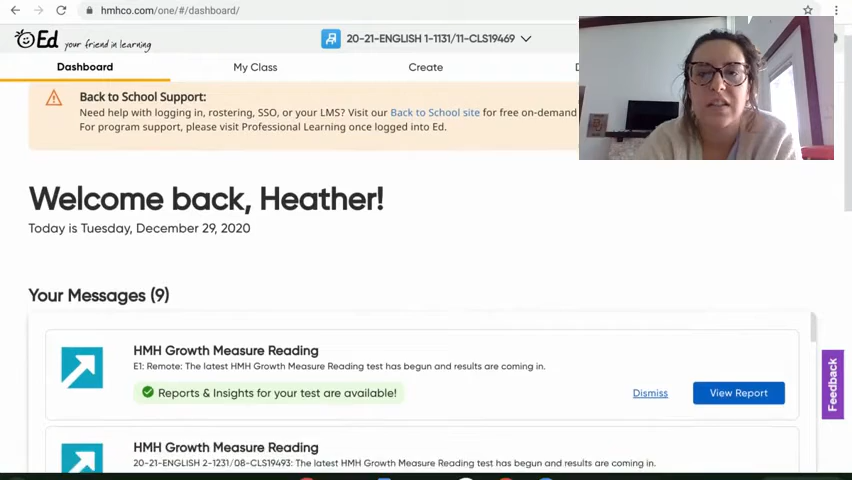 hmhco.com/one/#/dashboard/
Ed your friend in learning
20-21-ENGLISH 1-1131/11-CLS19469
Dashboard
My Class
Create
D
Back to School Support:
Need help with logging in, rostering, SSO, or your LMS? Visit our Back to School site for free on-demand
For program support, please visit Professional Learning once logged into Ed.
Welcome back, Heather!
Today is Tuesday, December 29, 2020
Your Messages (9)
HMH Growth Measure Reading
E1: Remote: The latest HMH Growth Measure Reading test has begun and results are coming in.
Reports & Insights for your test are available!
Dismiss
View Report
Feedback
HMH Growth Measure Reading
20-21-ENGLISH 2-1231/08-CLS19493: The latest HMH Growth Measure Reading test has begun and results are coming in.